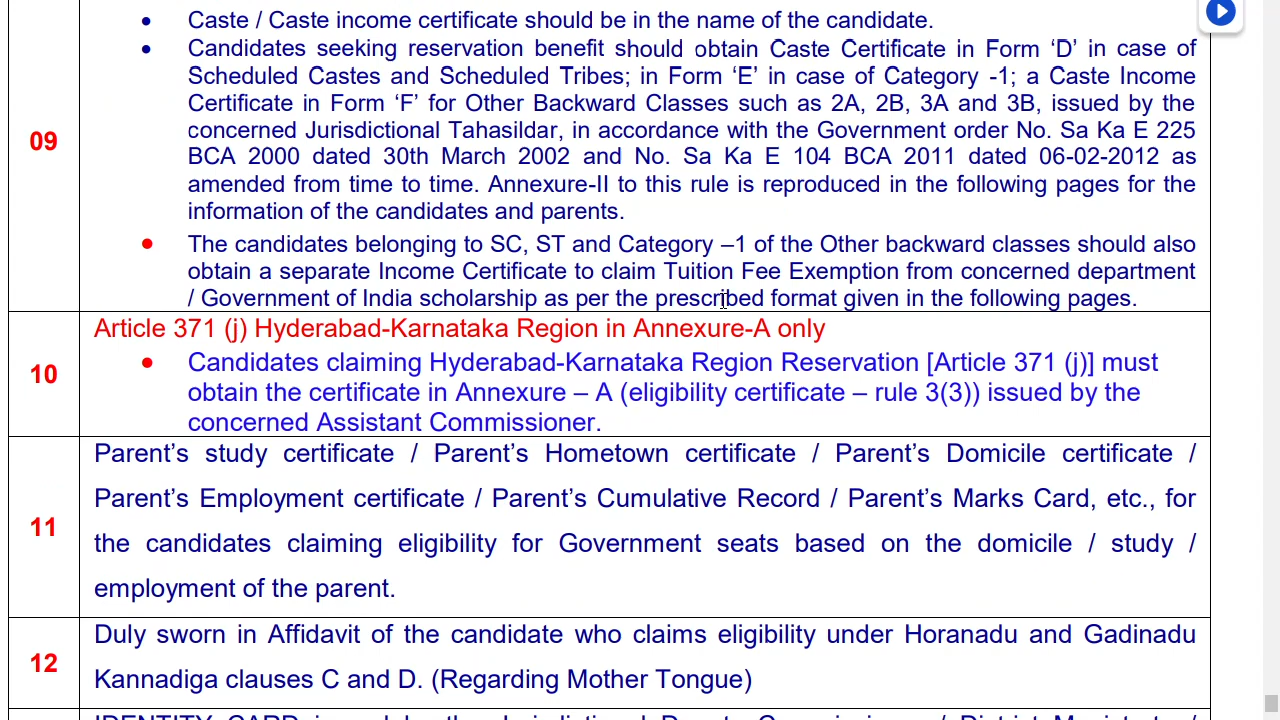 • Caste / Caste income certificate should be in the name of the candidate.
• Candidates seeking reservation benefit should obtain Caste Certificate in Form ‘D’ in case of
Scheduled Castes and Scheduled Tribes; in Form ‘E’ in case of Category -1; a Caste Income
Certificate in Form ‘F’ for Other Backward Classes such as 2A, 2B, 3A and 3B, issued by the
09
concerned Jurisdictional Tahasildar, in accordance with the Government order No. Sa Ka E 225
BCA 2000 dated 30th March 2002 and No. Sa Ka E 104 BCA 2011 dated 06-02-2012 as
amended from time to time. Annexure-II to this rule is reproduced in the following pages for the
information of the candidates and parents.
• The candidates belonging to SC, ST and Category –1 of the Other backward classes should also
obtain a separate Income Certificate to claim Tuition Fee Exemption from concerned department
/ Government of India scholarship as per the prescribed format given in the following pages.
Article 371 (j) Hyderabad-Karnataka Region in Annexure-A only
10
• Candidates claiming Hyderabad-Karnataka Region Reservation [Article 371 (j)] must
obtain the certificate in Annexure – A (eligibility certificate – rule 3(3)) issued by the
concerned Assistant Commissioner.
Parent’s study certificate / Parent’s Hometown certificate / Parent’s Domicile certificate /
Parent’s Employment certificate / Parent’s Cumulative Record / Parent’s Marks Card, etc., for
11
the candidates claiming eligibility for Government seats based on the domicile / study /
employment of the parent.
Duly sworn in Affidavit of the candidate who claims eligibility under Horanadu and Gadinadu
12
Kannadiga clauses C and D. (Regarding Mother Tongue)